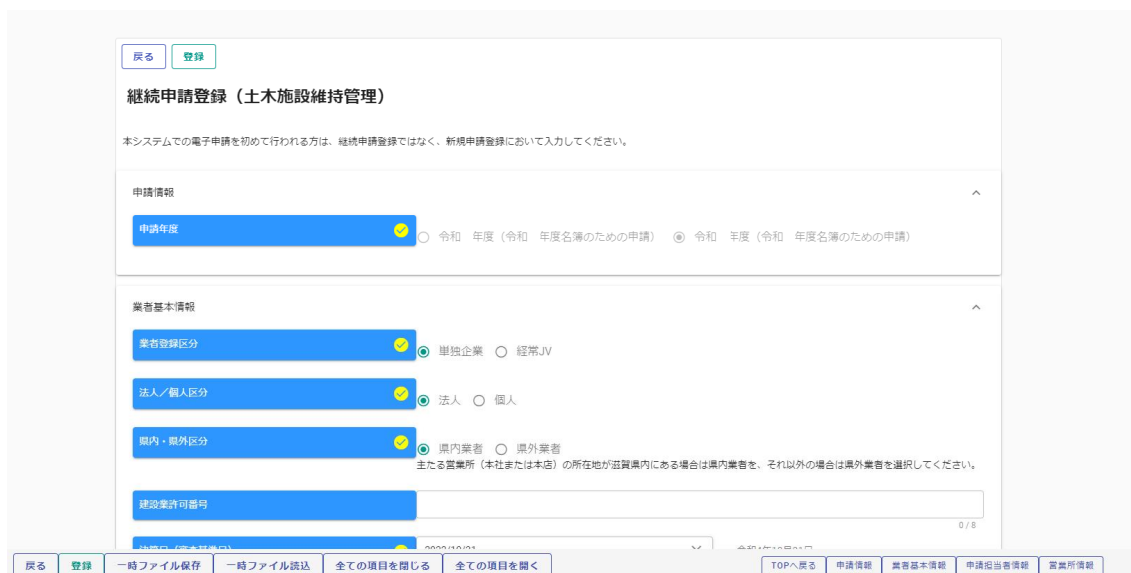 戻る 登録
継続申請登録（土木施設維持管理）
本システムでの電子申請を初めて行われる方は、継続申請登録ではなく、新規申請登録において入力してください。
申請情報
申請年度
令和 年度（令和 年度名簿のための申請） 令和 年度（令和 年度名簿のための申請）
業者基本情報
業者登録区分
単独企業 経常JV
法人／個人区分
法人 個人
県内・県外区分
県内業者 県外業者
主たる営業所（本社または本店）の所在地が滋賀県内にある場合は県内業者を、それ以外の場合は県外業者を選択してください。
建設業許可番号
0 / 8
戻る 登録 一時ファイル保存 一時ファイル読込 全ての項目を閉じる 全ての項目を開く TOPへ戻る 申請情報 業者基本情報 申請担当者情報 営業所情報